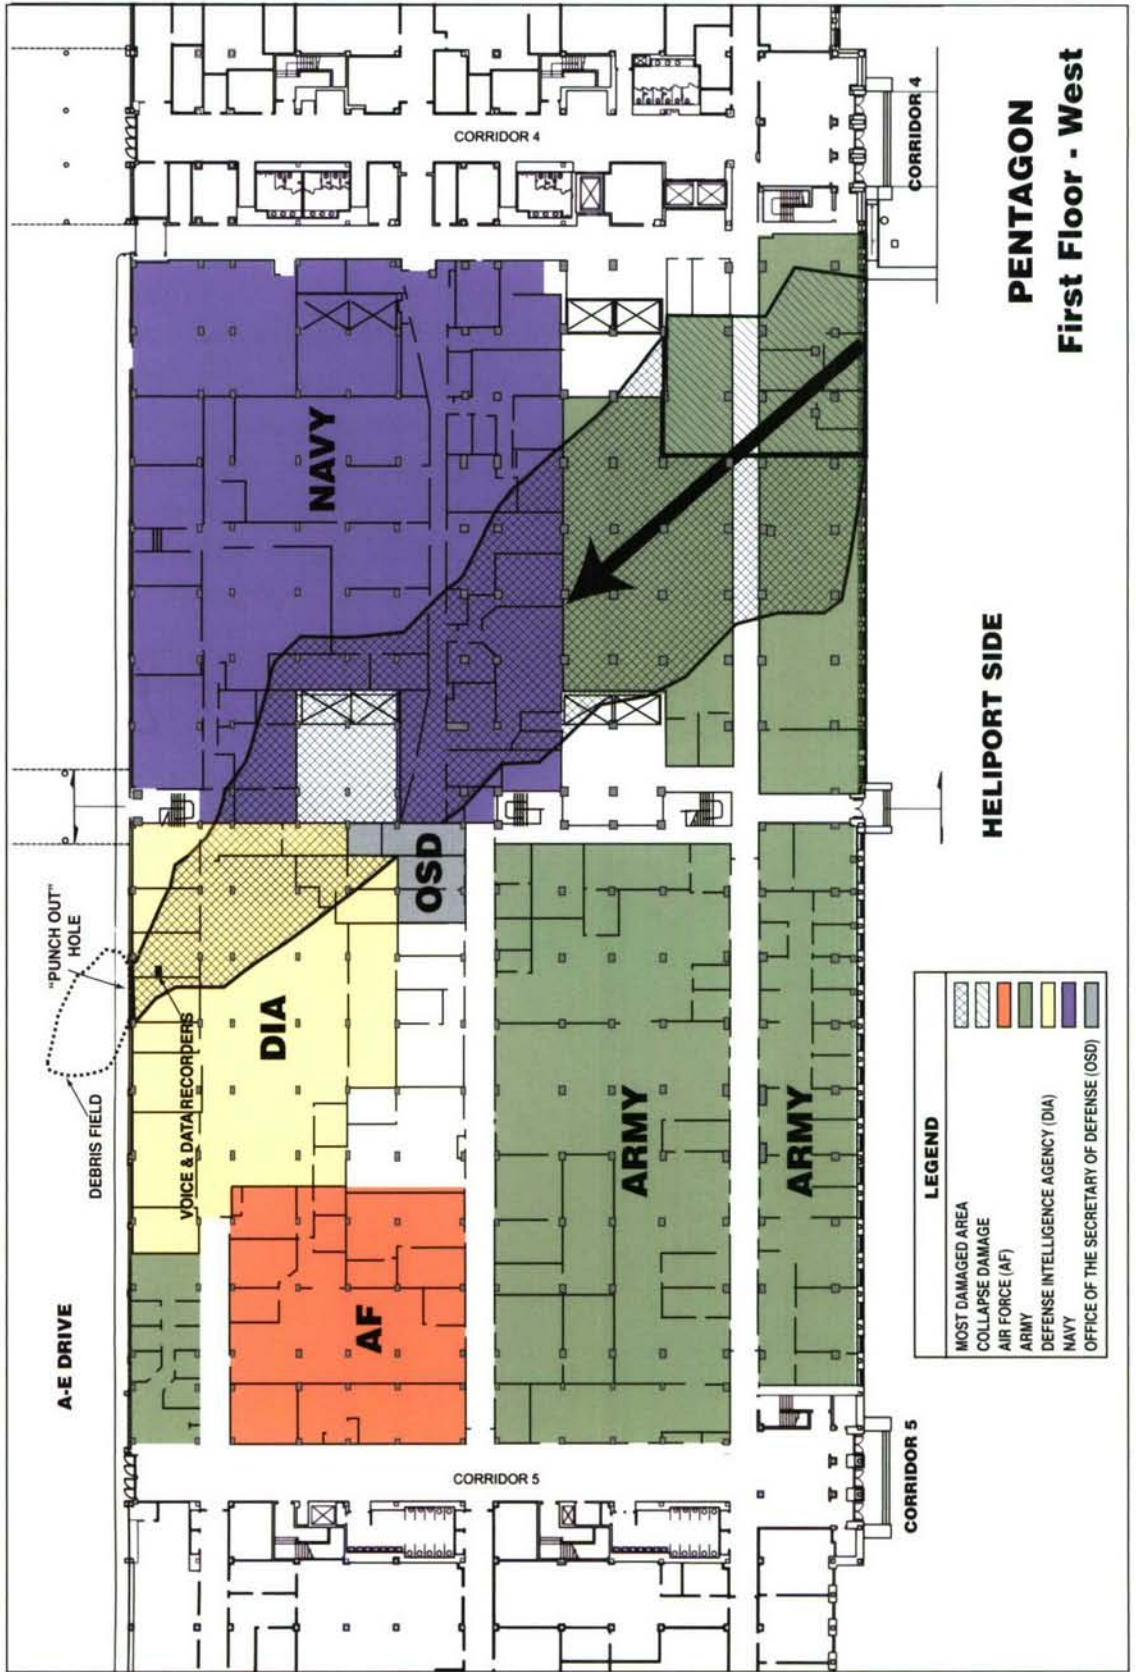 PENTAGON
First Floor - West
A-E DRIVE
DEBRIS FIELD
"PUNCH OUT"
HOLE
VOICE & DATA RECORDERS
DIA
NAVY
OSD
AF
ARMY
ARMY
CORRIDOR 5
CORRIDOR 4
CORRIDOR 5
HELIPORT SIDE
CORRIDOR 4
LEGEND
MOST DAMAGED AREA
COLLAPSE DAMAGE
AIR FORCE (AF)
ARMY
DEFENSE INTELLIGENCE AGENCY (DIA)
NAVY
OFFICE OF THE SECRETARY OF DEFENSE (OSD)